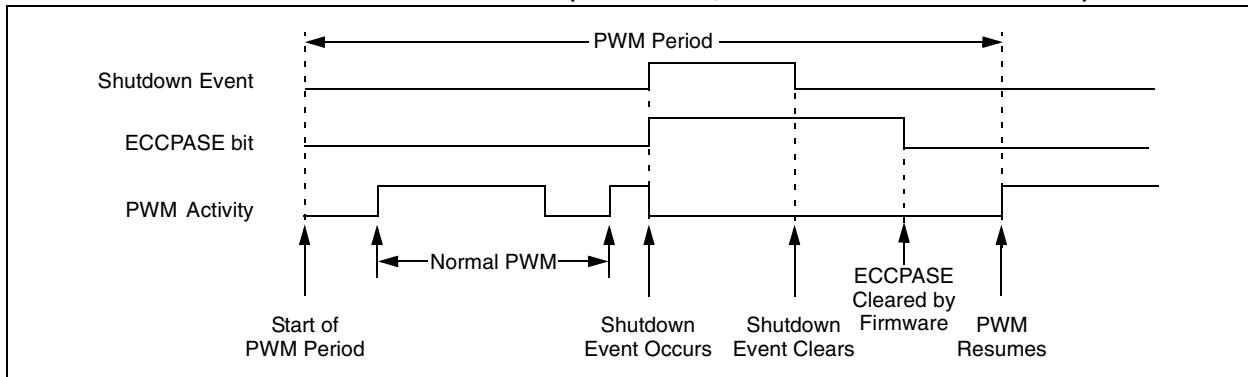 PWM Period
Shutdown Event
ECCPASE bit
PWM Activity
Normal PWM
Start of
PWM Period
Shutdown
Event Occurs
Shutdown
Event Clears
ECCPASE
Cleared by
Firmware
PWM
Resumes